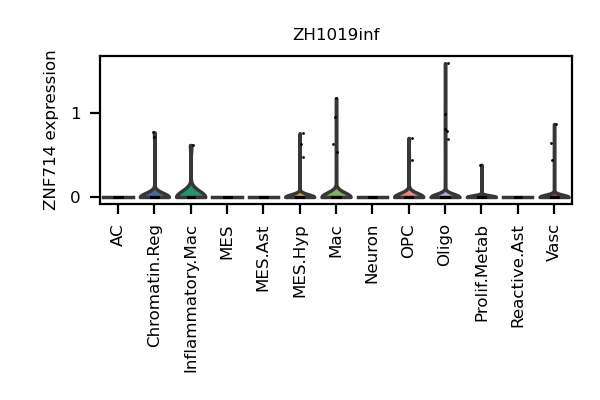 ZH1019inf
ZNF714 expression
1
0
AC
Chromatin.Reg
Inflammatory.Mac
MES
MES.Ast
MES.Hyp
Mac
Neuron
OPC
Oligo
Prolif.Metab
Reactive.Ast
Vasc